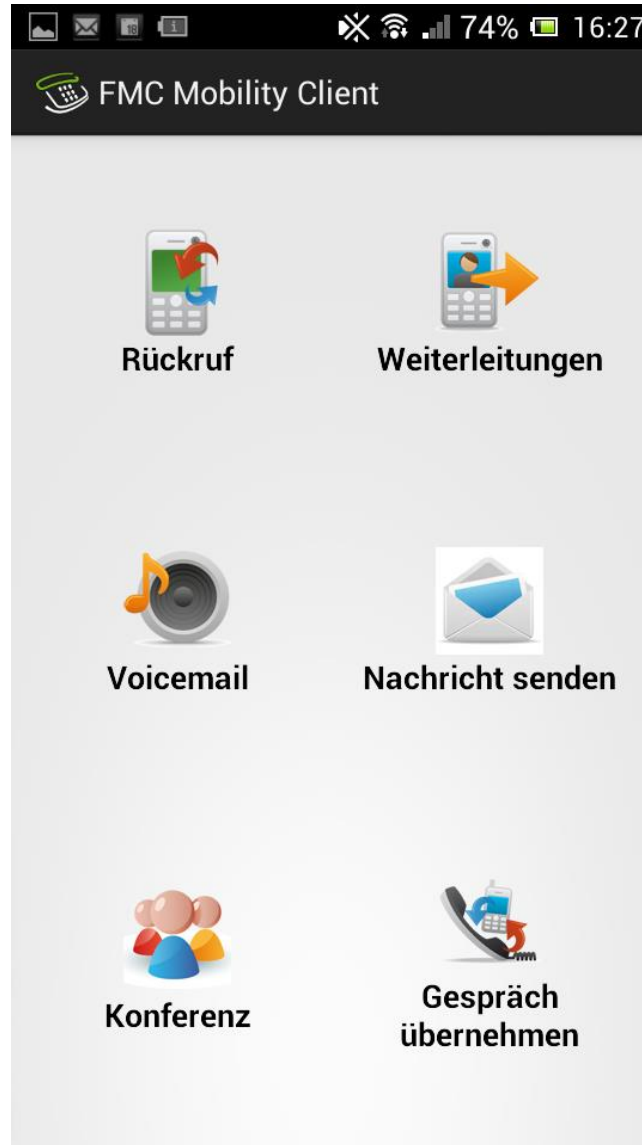 74% 16:27
FMC Mobility Client
Rückruf
Weiterleitungen
Voicemail
Nachricht senden
Konferenz
Gespräch
übernehmen